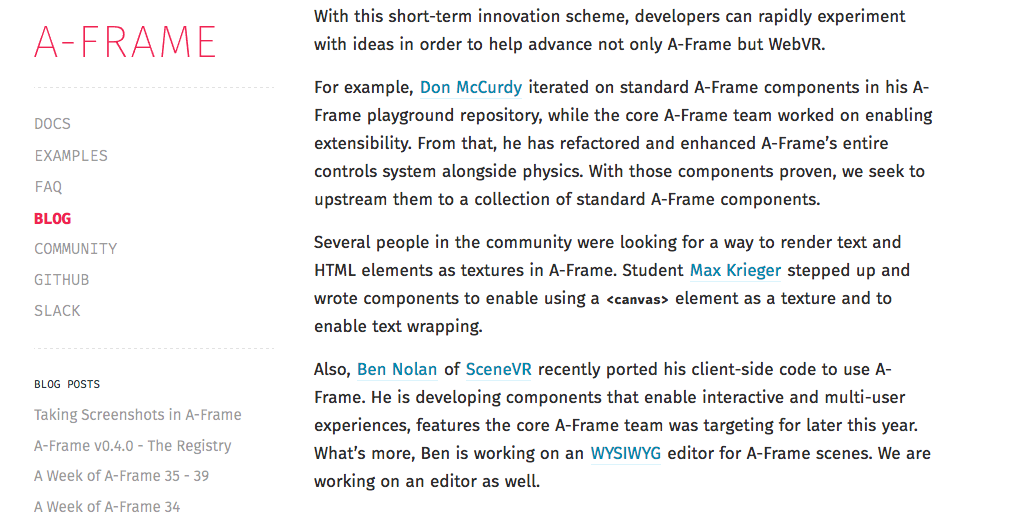 A-FRAME
DOCS
EXAMPLES
FAQ
BLOG
COMMUNITY
GITHUB
SLACK
BLOG POSTS
Taking Screenshots in A-Frame
A-Frame v0.4.0 - The Registry
A Week of A-Frame 35 - 39
A Week of A-Frame 34
With this short-term innovation scheme, developers can rapidly experiment
with ideas in order to help advance not only A-Frame but WebVR.
For example, Don McCurdy iterated on standard A-Frame components in his A-
Frame playground repository, while the core A-Frame team worked on enabling
extensibility. From that, he has refactored and enhanced A-Frame’s entire
controls system alongside physics. With those components proven, we seek to
upstream them to a collection of standard A-Frame components.
Several people in the community were looking for a way to render text and
HTML elements as textures in A-Frame. Student Max Krieger stepped up and
wrote components to enable using a <canvas> element as a texture and to
enable text wrapping.
Also, Ben Nolan of SceneVR recently ported his client-side code to use A-
Frame. He is developing components that enable interactive and multi-user
experiences, features the core A-Frame team was targeting for later this year.
What’s more, Ben is working on an WYSIWYG editor for A-Frame scenes. We are
working on an editor as well.